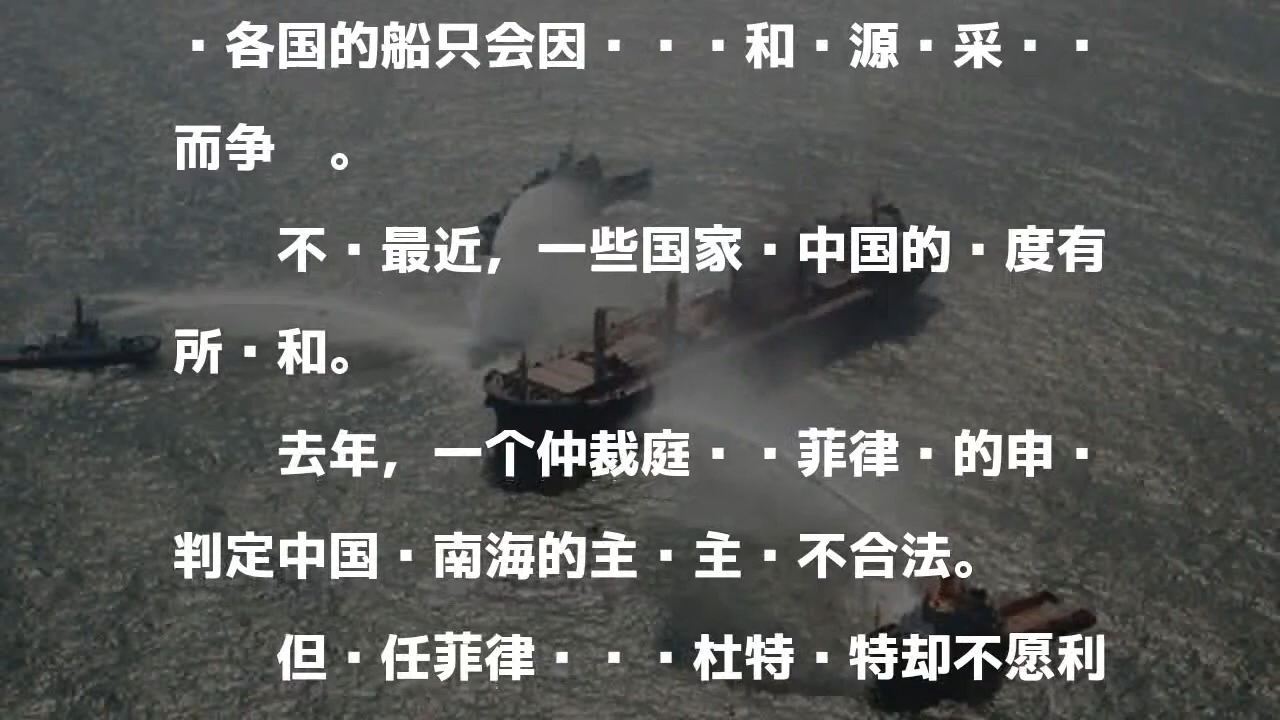 ·各国的船只会因···和·源·采··
而争　。
不·最近，一些国家·中国的·度有
所·和。
去年，一个仲裁庭··菲律·的申·
判定中国·南海的主·主·不合法。
但·任菲律···杜特·特却不愿利